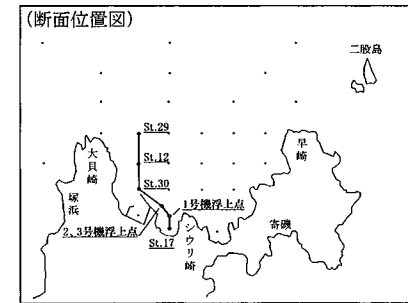 (断面位置図)
二股島
St.29
早崎
大貝崎
St.12
St.30
塚浜
1号機浮上点
寄磯
シウリ崎
2、3号機浮上点
St.17